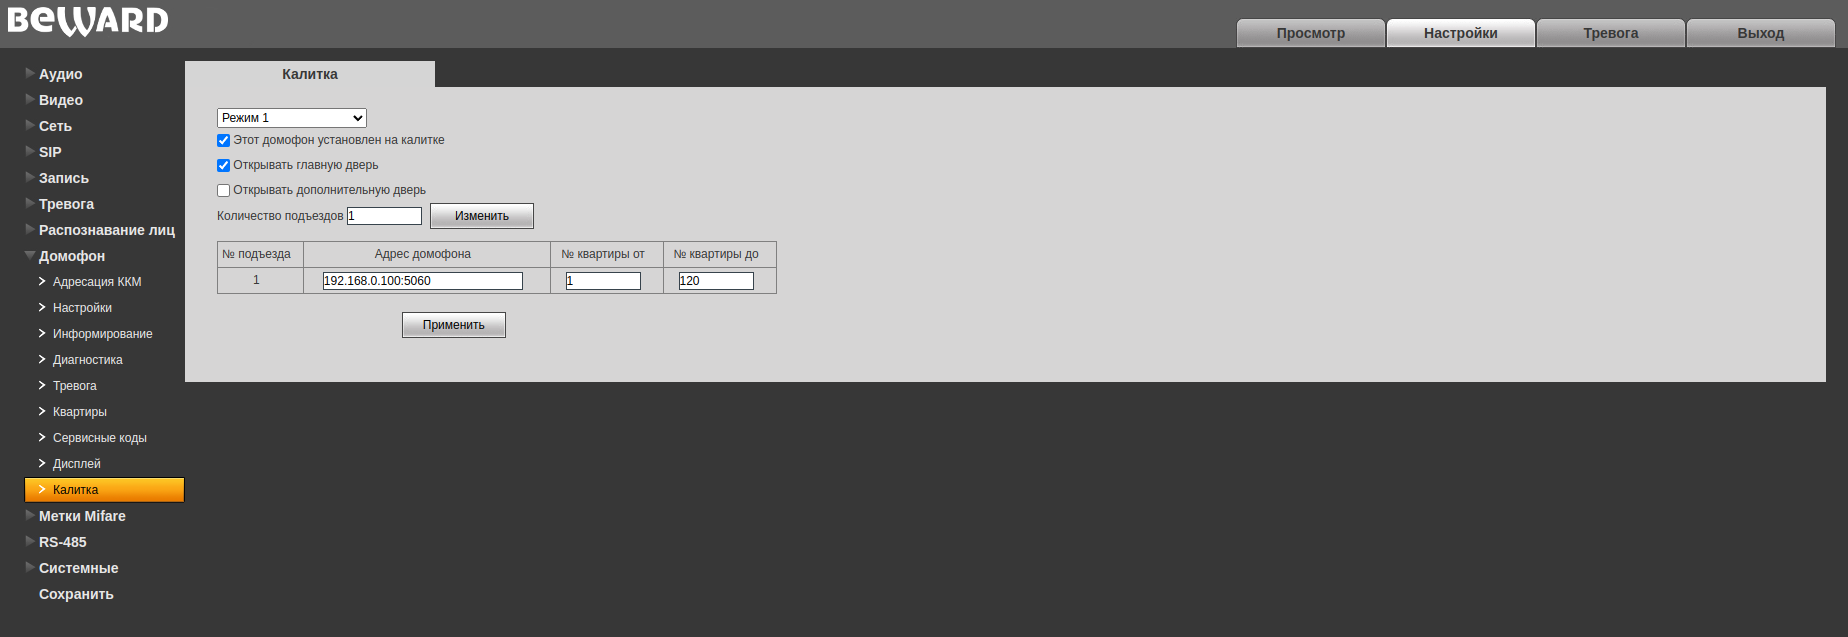 BEWARD
Просмотр Настройки Тревога Выход
Аудио
Видео
Сеть
SIP
Запись
Тревога
Распознавание лиц
Домофон
Адресация ККМ
Настройки
Информирование
Диагностика
Тревога
Квартиры
Сервисные коды
Дисплей
Калитка
Метки Mifare
RS-485
Системные
Сохранить
Калитка
Режим 1
Этот домофон установлен на калитке
Открывать главную дверь
Открывать дополнительную дверь
Количество подъездов 1 Изменить
№ подъезда Адрес домофона № квартиры от № квартиры до
1 192.168.0.100:5060 1 120
Применить